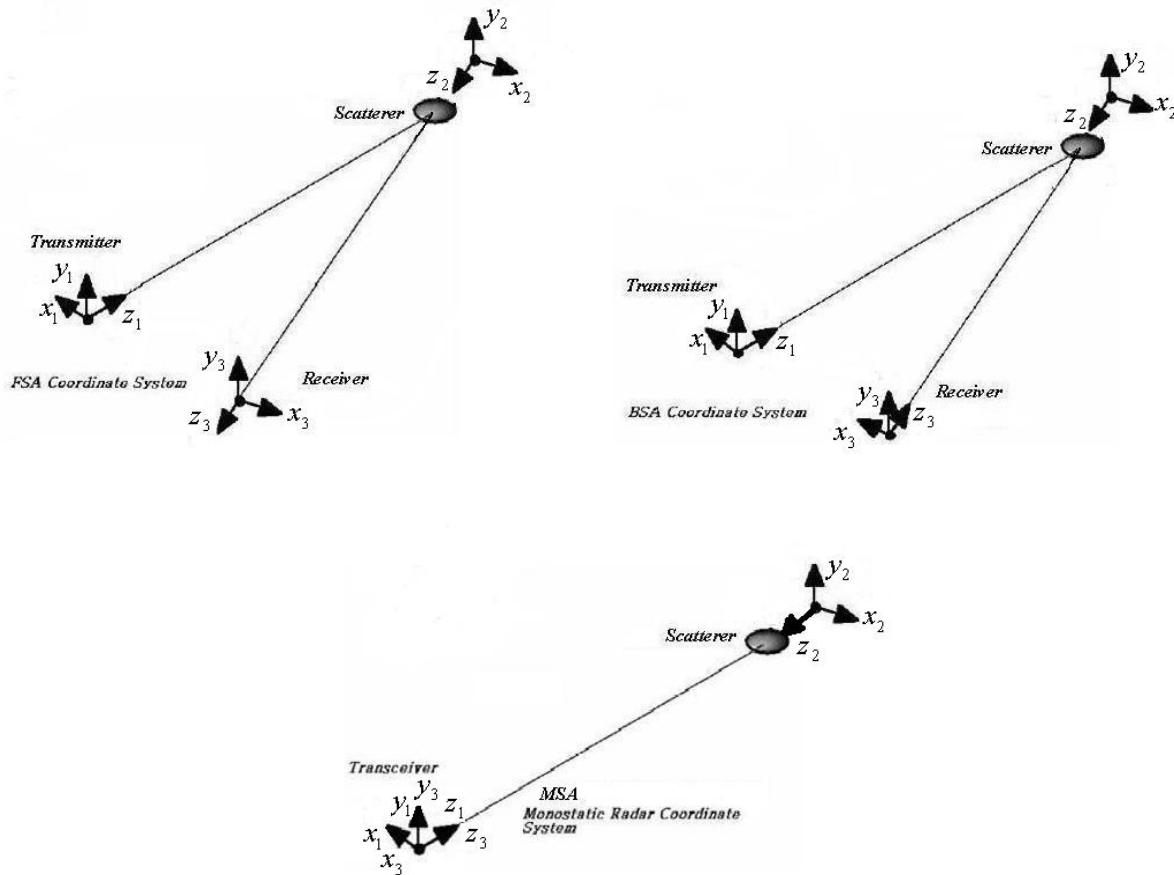 y2
z2
x2
Scatterer
Transmitter
y1
x1
z1
y3
Receiver
FSA Coordinate System
z3
x3
y2
z2
x2
Scatterer
Transmitter
y1
x1
z1
y3
Receiver
BSA Coordinate System
x3
z3
y2
x2
Scatterer
z2
Transceiver
y3
y1
z1
MSA
x1
z3
Monostatic Radar Coordinate
System
x3